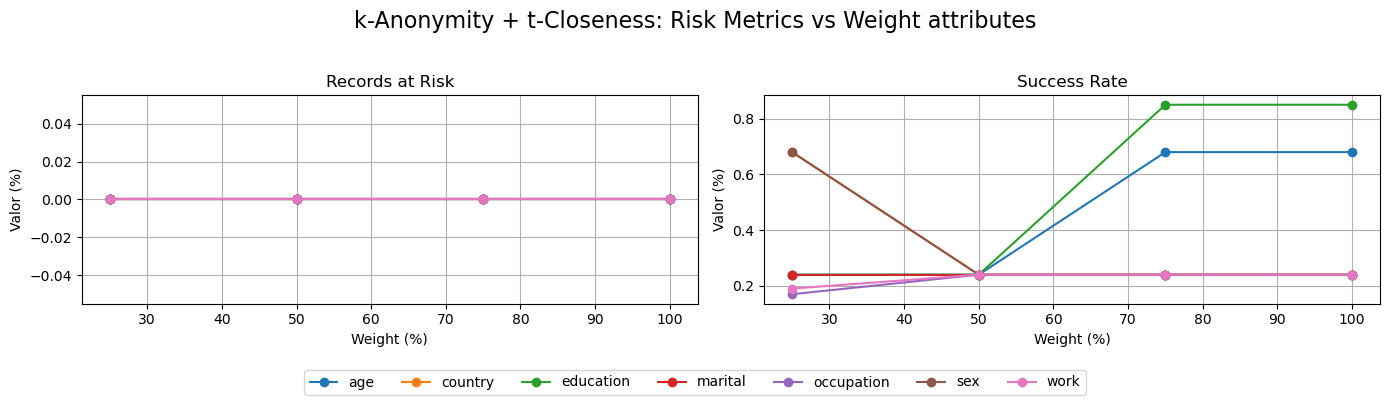 k-Anonymity + t-Closeness: Risk Metrics vs Weight attributes
Records at Risk
Valor (%)
0.04
0.02
0.00
−0.02
−0.04
30 40 50 60 70 80 90 100
Weight (%)
Success Rate
Valor (%)
0.8
0.6
0.4
0.2
30 40 50 60 70 80 90 100
Weight (%)
age country education marital occupation sex work